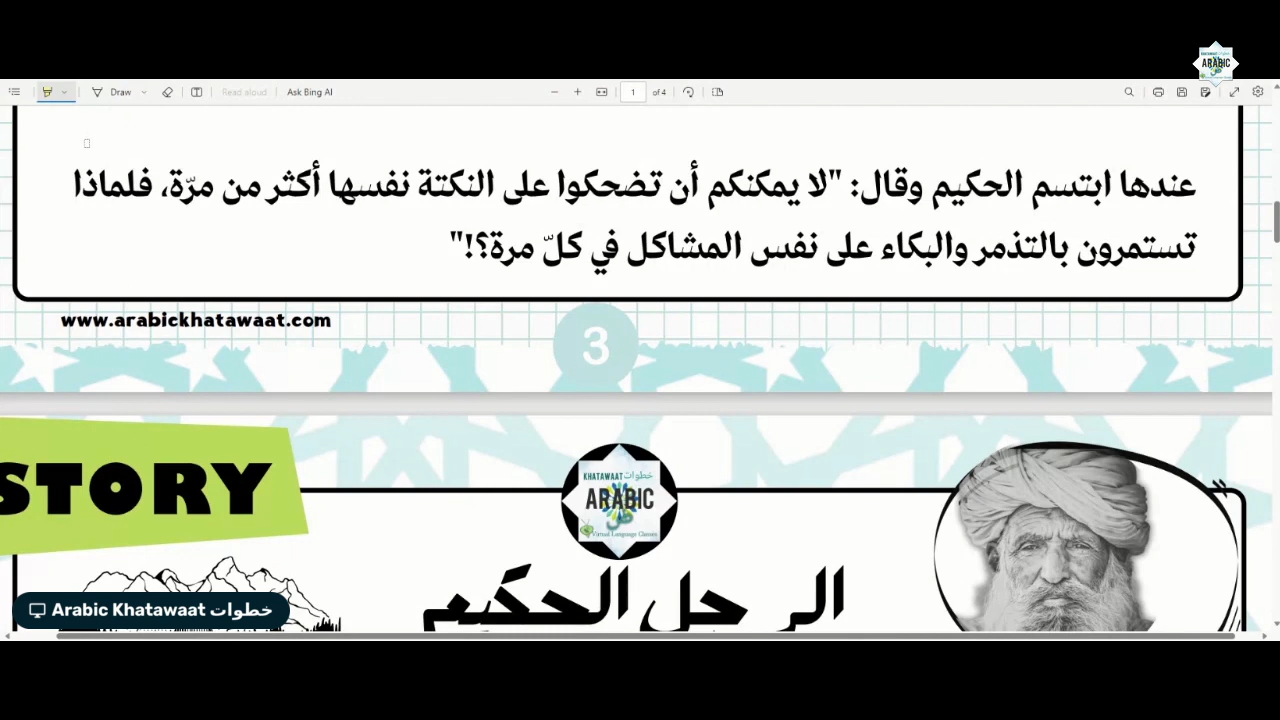 ARABIC
Draw
Read aloud
Ask Bing AI
1
of 4
عندها ابتسم الحكيم وقال: "لا يمكنكم أن تضحكوا على النكتة نفسها أكثر من مرّة، فلماذا
تستمرون بالتذمر والبكاء على نفس المشاكل في كلّ مرة؟!"
www.arabickhatawaat.com
3
STORY
KHATAWAAT خطوات
ARABIC
ض
Virtual Language Classes
الرجل الحكيم
Arabic Khatawaat خطوات